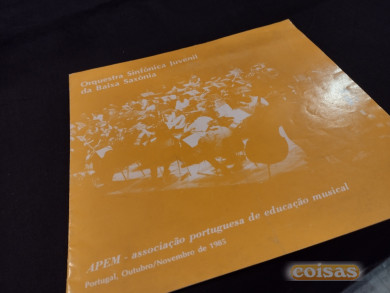 Orquestra Sinfónica Juvenil
da Baixa Saxónia
APEM - associação portuguesa de educação musical
Portugal, Outubro/Novembro de 1985
coisas